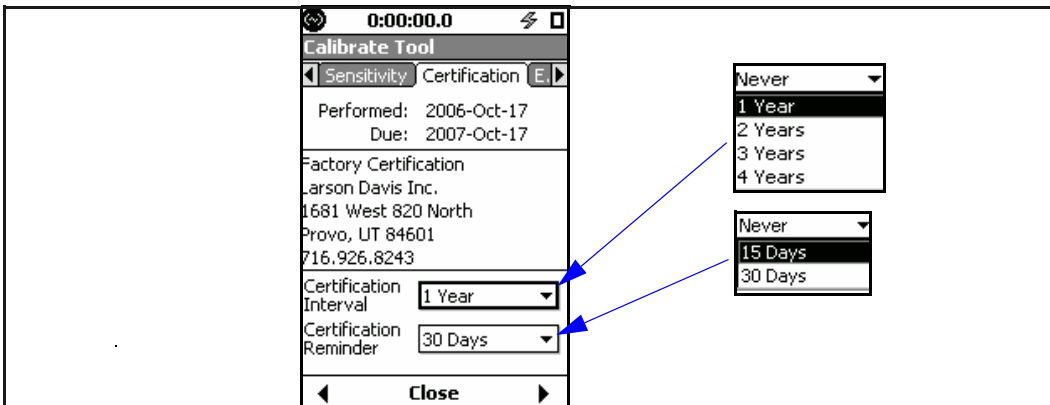 0:00:00.0
Calibrate Tool
Sensitivity Certification E.
Performed: 2006-Oct-17
Due: 2007-Oct-17
Factory Certification
Larson Davis Inc.
1681 West 820 North
Provo, UT 84601
716.926.8243
Certification
Interval
1 Year
Certification
Reminder
30 Days
Close
Never
1 Year
2 Years
3 Years
4 Years
Never
15 Days
30 Days